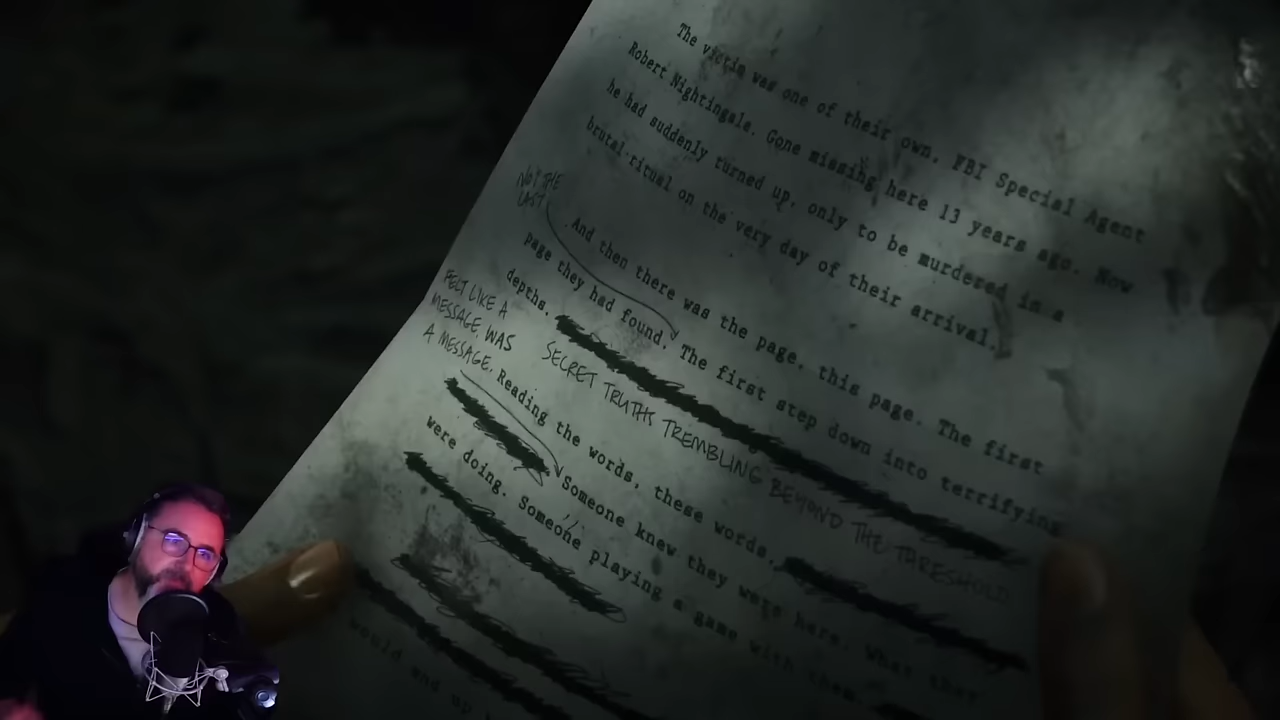 The victim was one of their own, FBI Special Agent
Robert Nightingale. Gone missing here 13 years ago. Now
he had suddenly turned up, only to be murdered in a
brutal ritual on the very day of their arrival.
NOT THE
LAST
And then there was the page, this page. The first
page they had found. The first step down into terrifying
depths.
SECRET TRUTHS TREMBLING BEYOND THE THRESHOLD
FELT LIKE A
MESSAGE. WAS
A MESSAGE.
Reading the words, these words,
Someone knew they were here. What they
were doing. Someone playing a game with them.
would end up